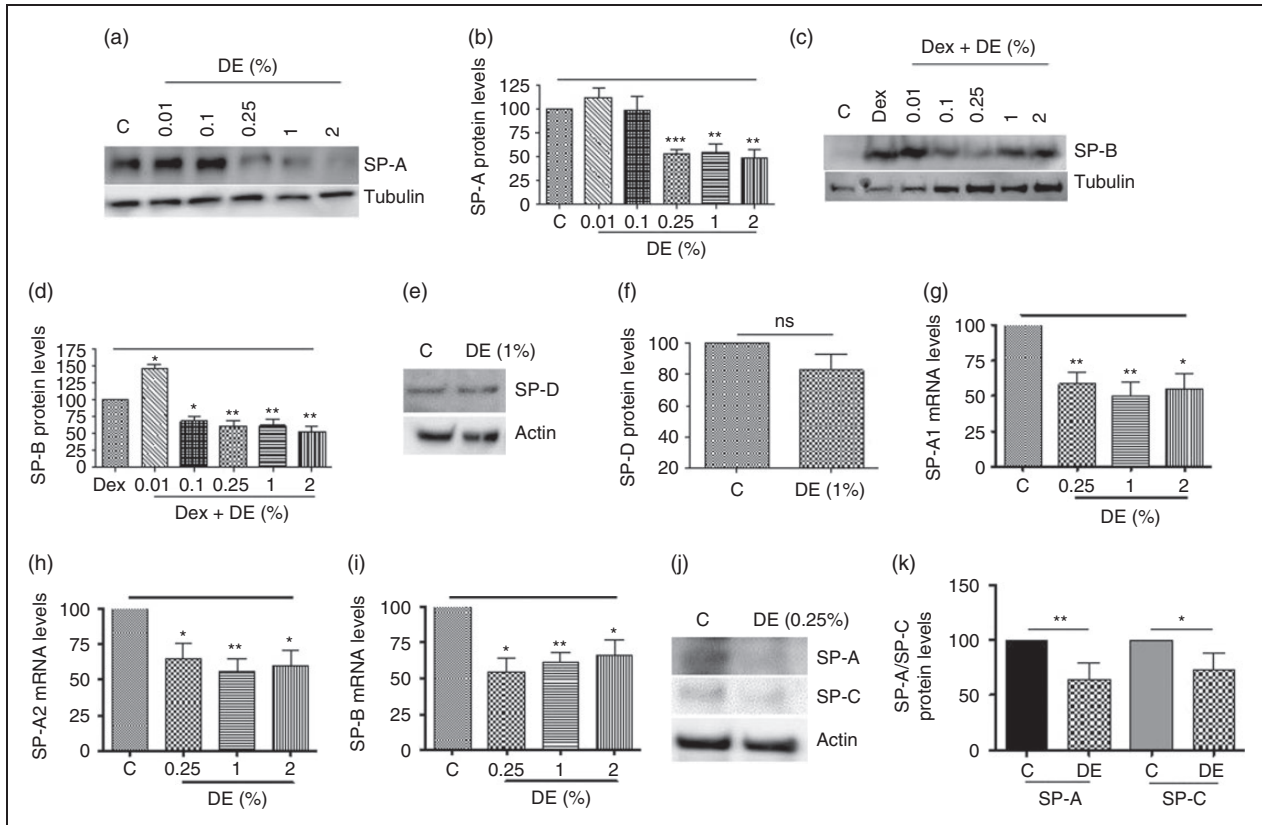 (a)
DE (%)
C 0.01 0.1 0.25 1 2
SP-A
Tubulin
(b)
SP-A protein levels
125
100
75
50
25
0
*** ** **
C 0.01 0.1 0.25 1 2
DE (%)
(c)
Dex + DE (%)
C Dex 0.01 0.1 0.25 1 2
SP-B
Tubulin
(d)
SP-B protein levels
175
150
125
100
75
50
25
0
* * ** ** **
Dex 0.01 0.1 0.25 1 2
Dex + DE (%)
(e)
C DE (1%)
SP-D
Actin
(f)
ns
SP-D protein levels
100
80
60
40
20
C DE (1%)
(g)
SP-A1 mRNA levels
100
75
50
25
0
** ** *
C 0.25 1 2
DE (%)
(h)
SP-A2 mRNA levels
100
75
50
25
0
* ** *
C 0.25 1 2
DE (%)
(i)
SP-B mRNA levels
100
75
50
25
0
* ** *
C 0.25 1 2
DE (%)
(j)
C DE (0.25%)
SP-A
SP-C
Actin
(k)
SP-A/SP-C
protein levels
150
100
50
0
** *
C DE C DE
SP-A SP-C